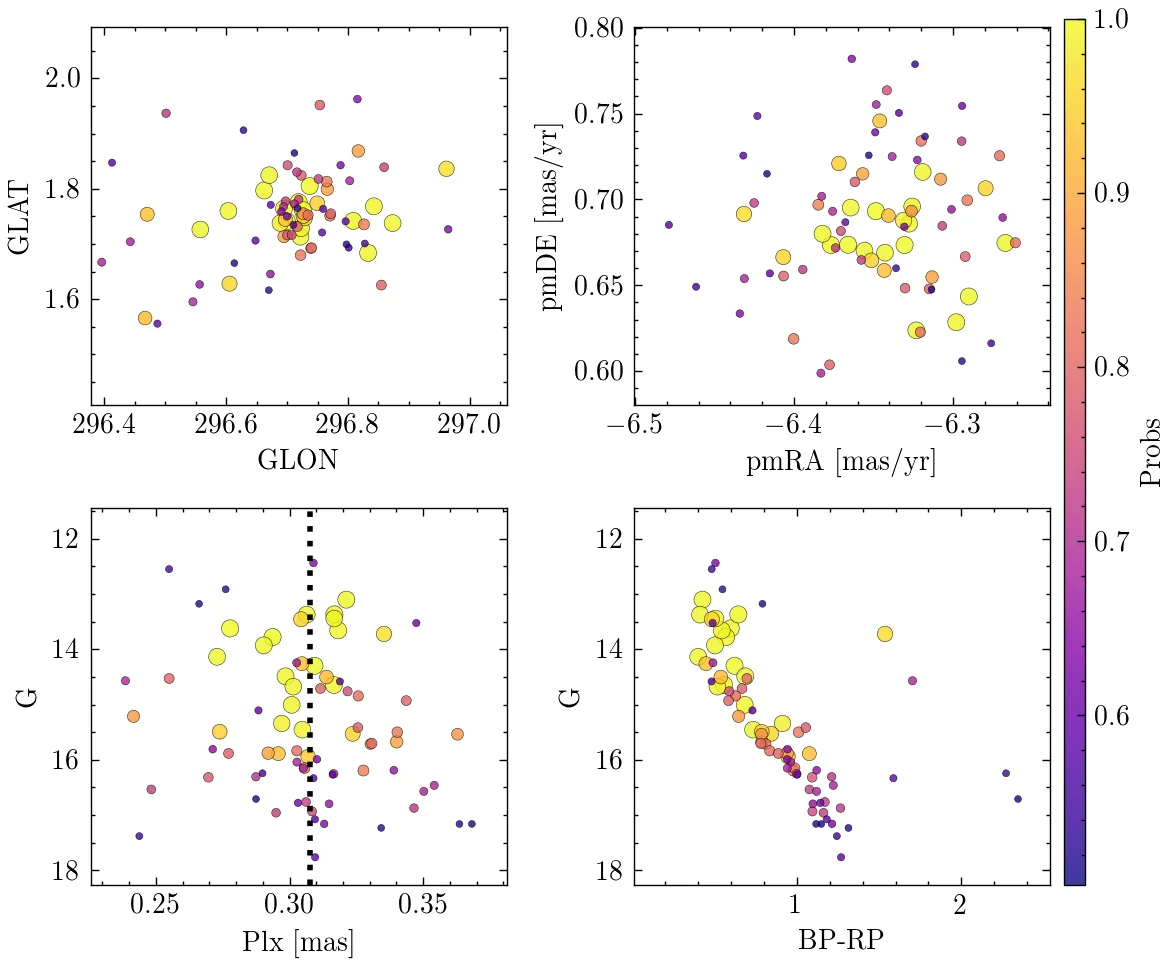 2.0
1.8
1.6
GLAT
296.4 296.6 296.8 297.0
GLON
0.80
0.75
0.70
0.65
0.60
pmDE [mas/yr]
−6.5 −6.4 −6.3
pmRA [mas/yr]
12
14
16
18
G
0.25 0.30 0.35
Plx [mas]
12
14
16
18
G
1 2
BP-RP
1.0
0.9
0.8
0.7
0.6
Probs